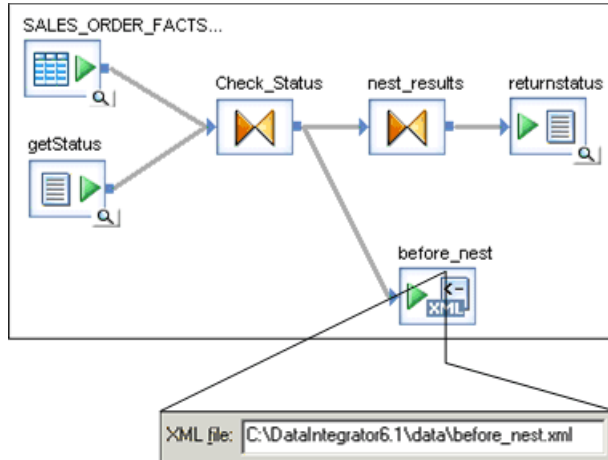 SALES_ORDER_FACTS...
Check_Status
nest_results
returnstatus
getStatus
before_nest
<-
XML
XML file: C:\DataIntegrator6.1\data\before_nest.xml